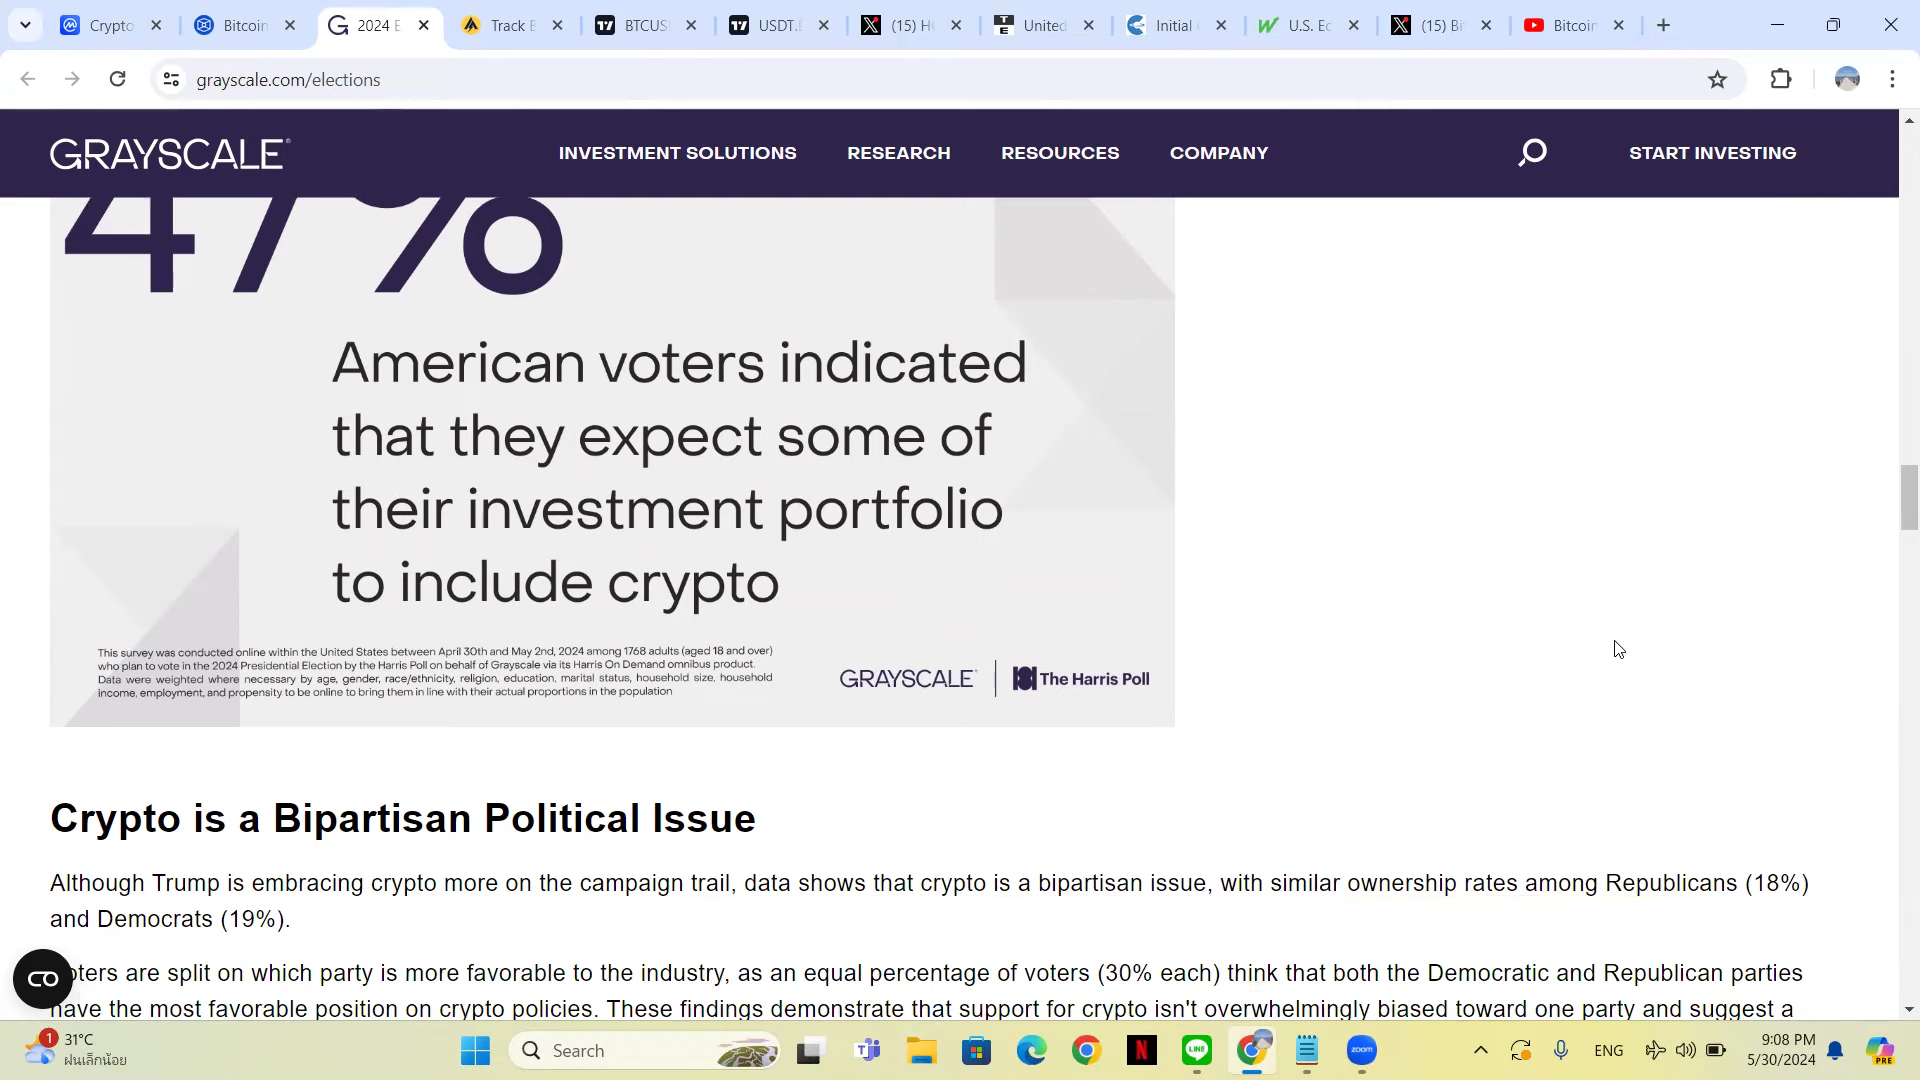 Crypto
Bitcoin
2024 E
Track B
BTCUS
USDT.
(15) H
United
Initial
U.S. Ec
(15) Bi
Bitcoin
grayscale.com/elections
GRAYSCALE
INVESTMENT SOLUTIONS
RESEARCH
RESOURCES
COMPANY
START INVESTING
47%
American voters indicated
that they expect some of
their investment portfolio
to include crypto
This survey was conducted online within the United States between April 30th and May 2nd, 2024 among 1768 adults (aged 18 and over)
who plan to vote in the 2024 Presidential Election by the Harris Poll on behalf of Grayscale via its Harris On Demand omnibus product.
Data were weighted where necessary by age, gender, race/ethnicity, religion, education, marital status, household size, household
income, employment, and propensity to be online to bring them in line with their actual proportions in the population
GRAYSCALE
The Harris Poll
Crypto is a Bipartisan Political Issue
Although Trump is embracing crypto more on the campaign trail, data shows that crypto is a bipartisan issue, with similar ownership rates among Republicans (18%)
and Democrats (19%).
oters are split on which party is more favorable to the industry, as an equal percentage of voters (30% each) think that both the Democratic and Republican parties
have the most favorable position on crypto policies. These findings demonstrate that support for crypto isn't overwhelmingly biased toward one party and suggest a
1
31°C
ฝนเล็กน้อย
Search
N
LINE
zoom
ENG
9:08 PM
5/30/2024
PRE